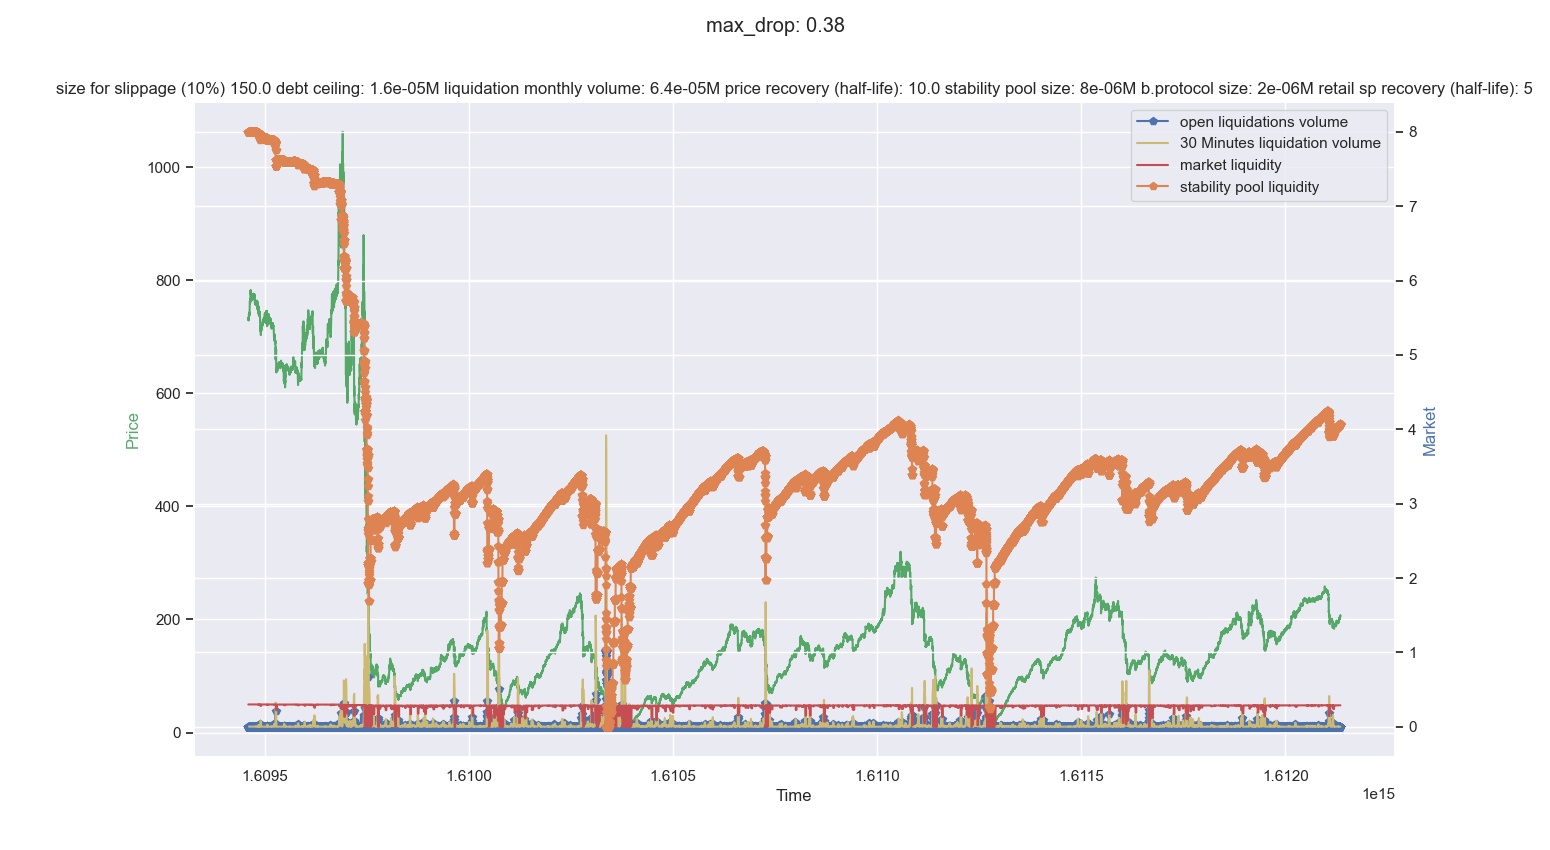 max_drop: 0.38
size for slippage (10%) 150.0 debt ceiling: 1.6e-05M liquidation monthly volume: 6.4e-05M price recovery (half-life): 10.0 stability pool size: 8e-06M b.protocol size: 2e-06M retail sp recovery (half-life): 5
open liquidations volume
30 Minutes liquidation volume
market liquidity
stability pool liquidity
1000
800
600
400
200
0
Price
8
7
6
5
4
3
2
1
0
Market
1.6095 1.6100 1.6105 1.6110 1.6115 1.6120
Time
1e15